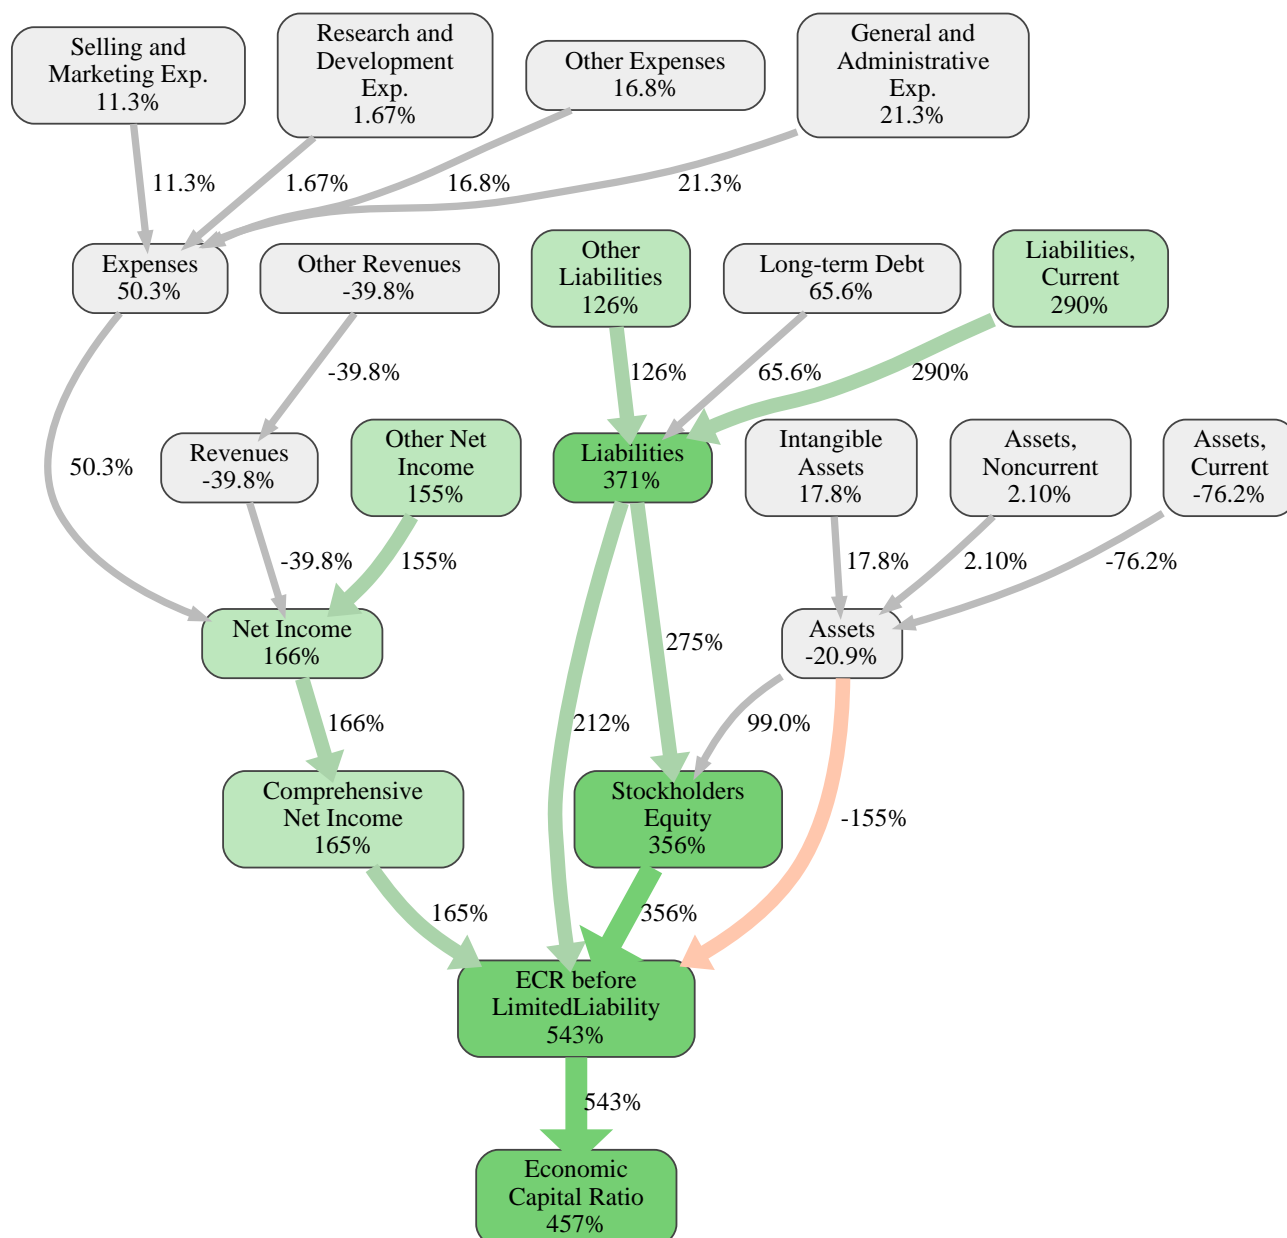 Selling and
Marketing Exp.
11.3%
Research and
Development
Exp.
1.67%
Other Expenses
16.8%
General and
Administrative
Exp.
21.3%
11.3%
1.67%
16.8%
21.3%
Expenses
50.3%
Other Revenues
-39.8%
Other
Liabilities
126%
Long-term Debt
65.6%
Liabilities,
Current
290%
-39.8%
126%
65.6%
290%
50.3%
Revenues
-39.8%
Other Net
Income
155%
Liabilities
371%
Intangible
Assets
17.8%
Assets,
Noncurrent
2.10%
Assets,
Current
-76.2%
-39.8%
155%
17.8%
2.10%
-76.2%
Net Income
166%
275%
Assets
-20.9%
166%
212%
99.0%
Comprehensive
Net Income
165%
Stockholders
Equity
356%
-155%
165%
356%
ECR before
LimitedLiability
543%
543%
Economic
Capital Ratio
457%